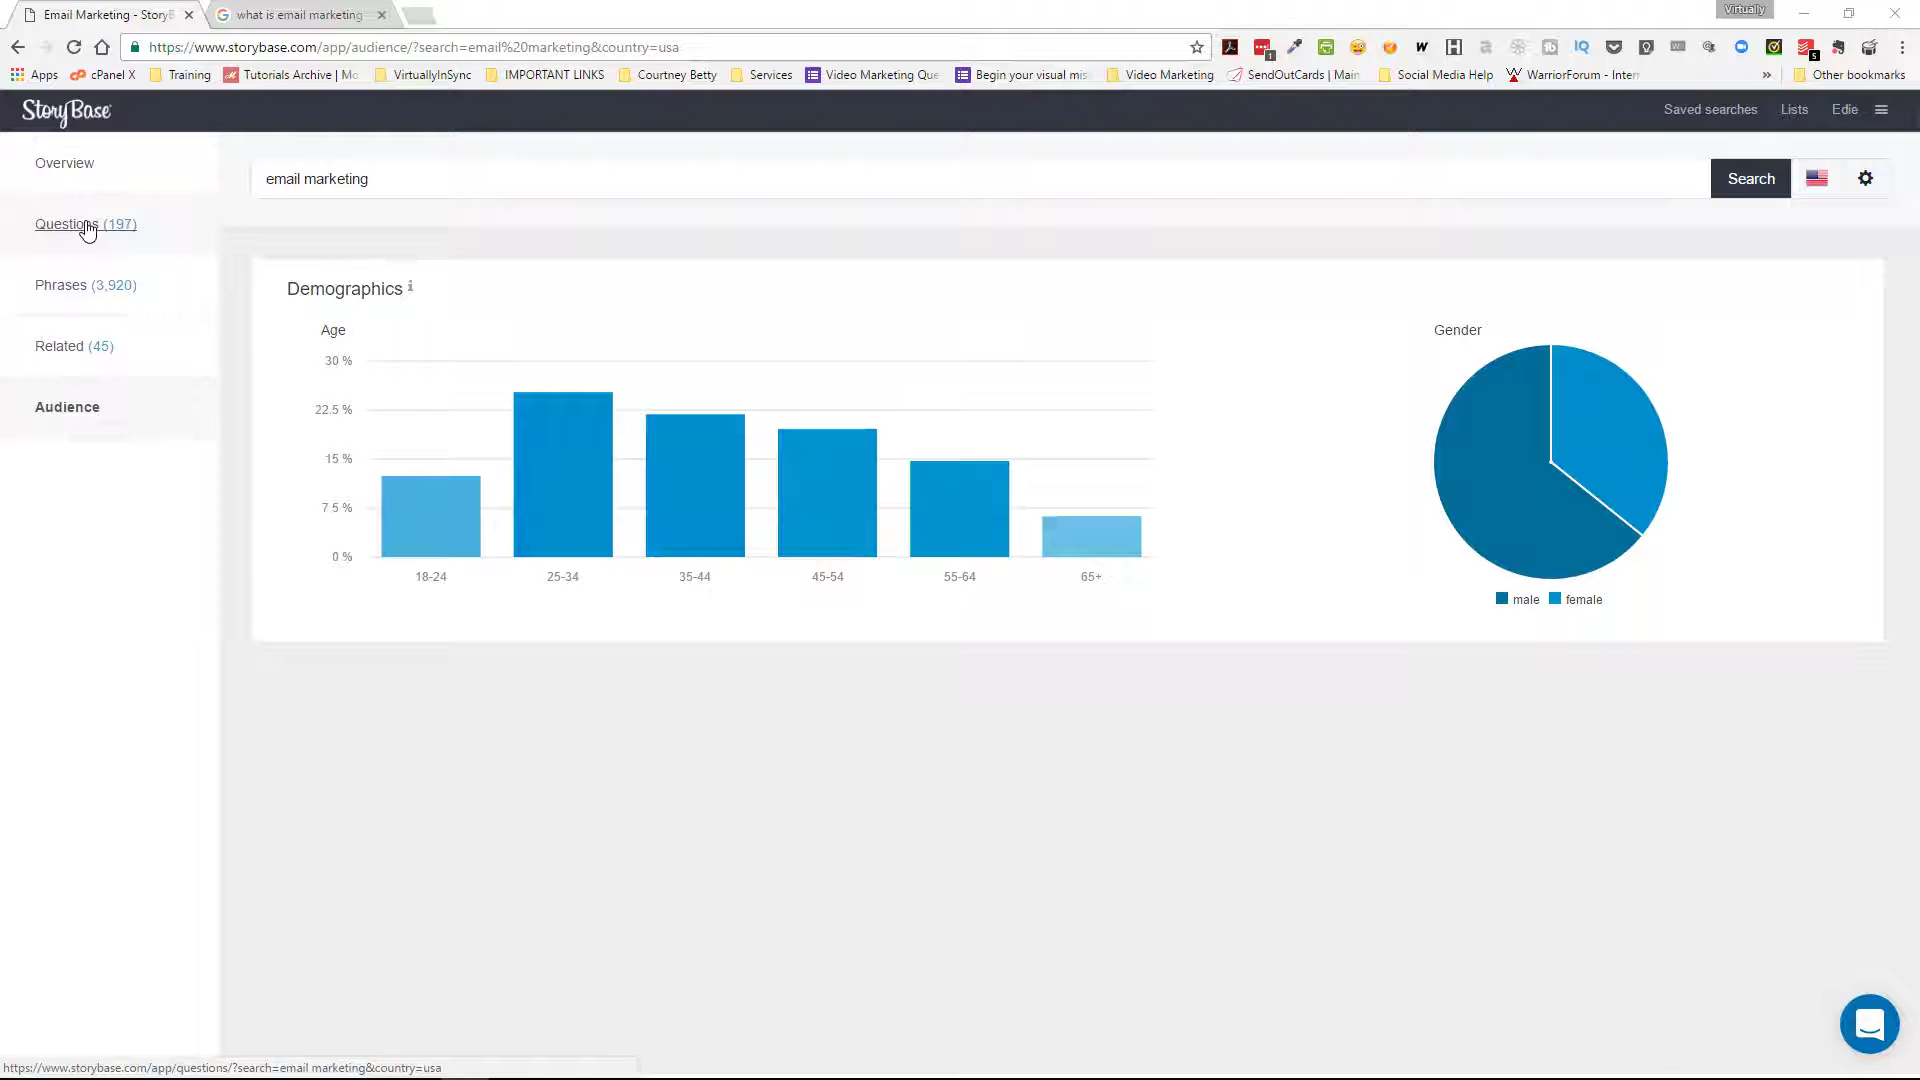 Email Marketing - StoryB
what is email marketing
Virtually
https://www.storybase.com/app/audience/?search=email%20marketing&country=usa
Apps
cPanel X
Training
Tutorials Archive | Mo
VirtuallyInSync
IMPORTANT LINKS
Courtney Betty
Services
Video Marketing Que
Begin your visual mis
Video Marketing
SendOutCards | Main
Social Media Help
WarriorForum - Inter
»
Other bookmarks
StoryBase
Saved searches
Lists
Edie
Overview
Questions (197)
Phrases (3,920)
Related (45)
Audience
email marketing
Search
Demographics i
Age
30 %
22.5 %
15 %
7.5 %
0 %
18-24
25-34
35-44
45-54
55-64
65+
Gender
male
female
https://www.storybase.com/app/questions/?search=email marketing&country=usa